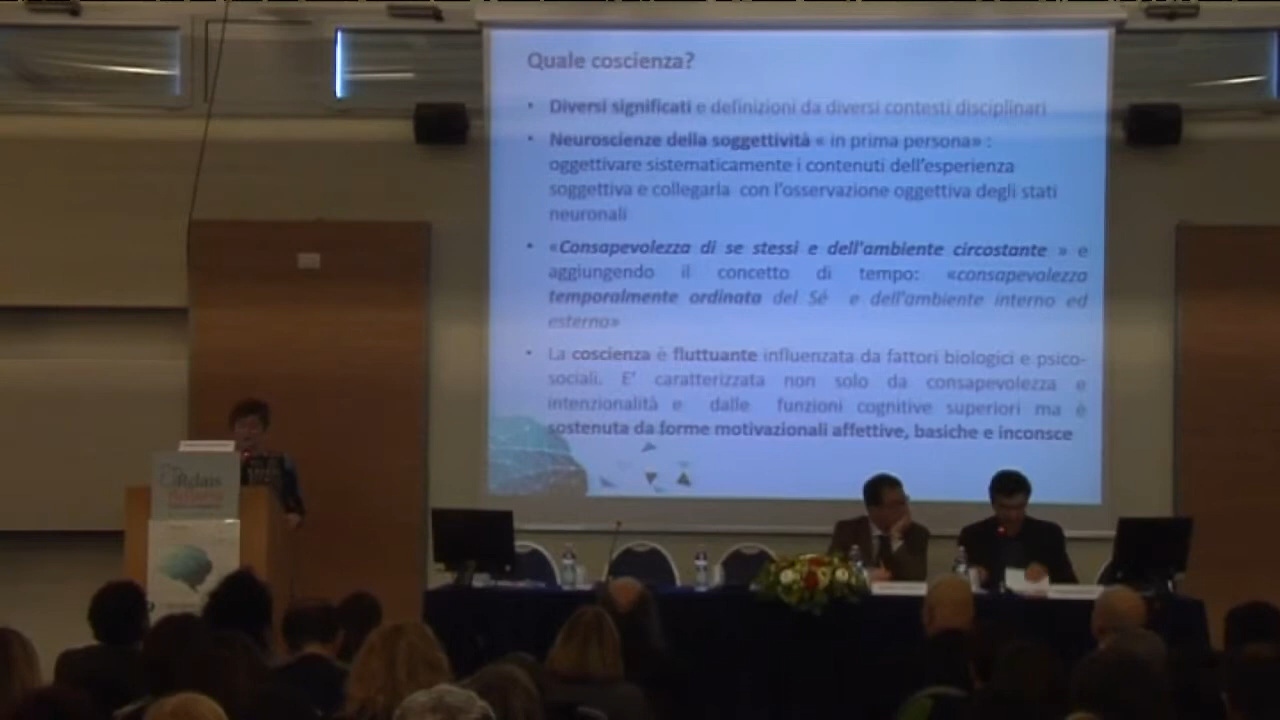 Quale coscienza?
• Diversi significati e definizioni da diversi contesti disciplinari
• Neuroscienze della soggettività « in prima persona» :
oggettivare sistematicamente i contenuti dell'esperienza
soggettiva e collegarla con l'osservazione oggettiva degli stati
neuronali
• «Consapevolezza di se stessi e dell'ambiente circostante » e
aggiungendo il concetto di tempo: «consapevolezza
temporalmente ordinata del Sé e dell'ambiente interno ed
esterno»
• La coscienza è fluttuante influenzata da fattori biologici e psico-
sociali. E' caratterizzata non solo da consapevolezza e
intenzionalità e dalle funzioni cognitive superiori ma è
sostenuta da forme motivazionali affettive, basiche e inconsce